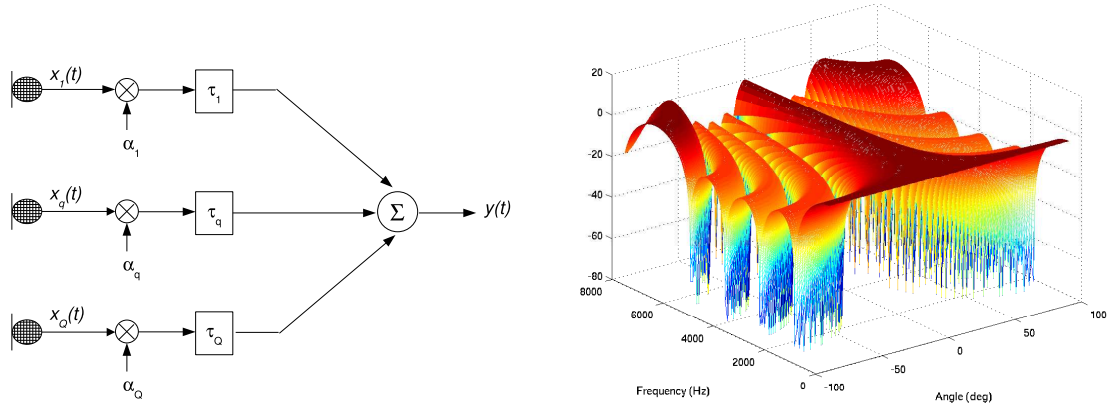 x1(t)
τ1
α1
xq(t)
τq
αq
Σ
y(t)
xQ(t)
τQ
αQ
20
0
-20
-40
-60
-80
8000
6000
4000
2000
0
-100
-50
0
50
100
Frequency (Hz)
Angle (deg)